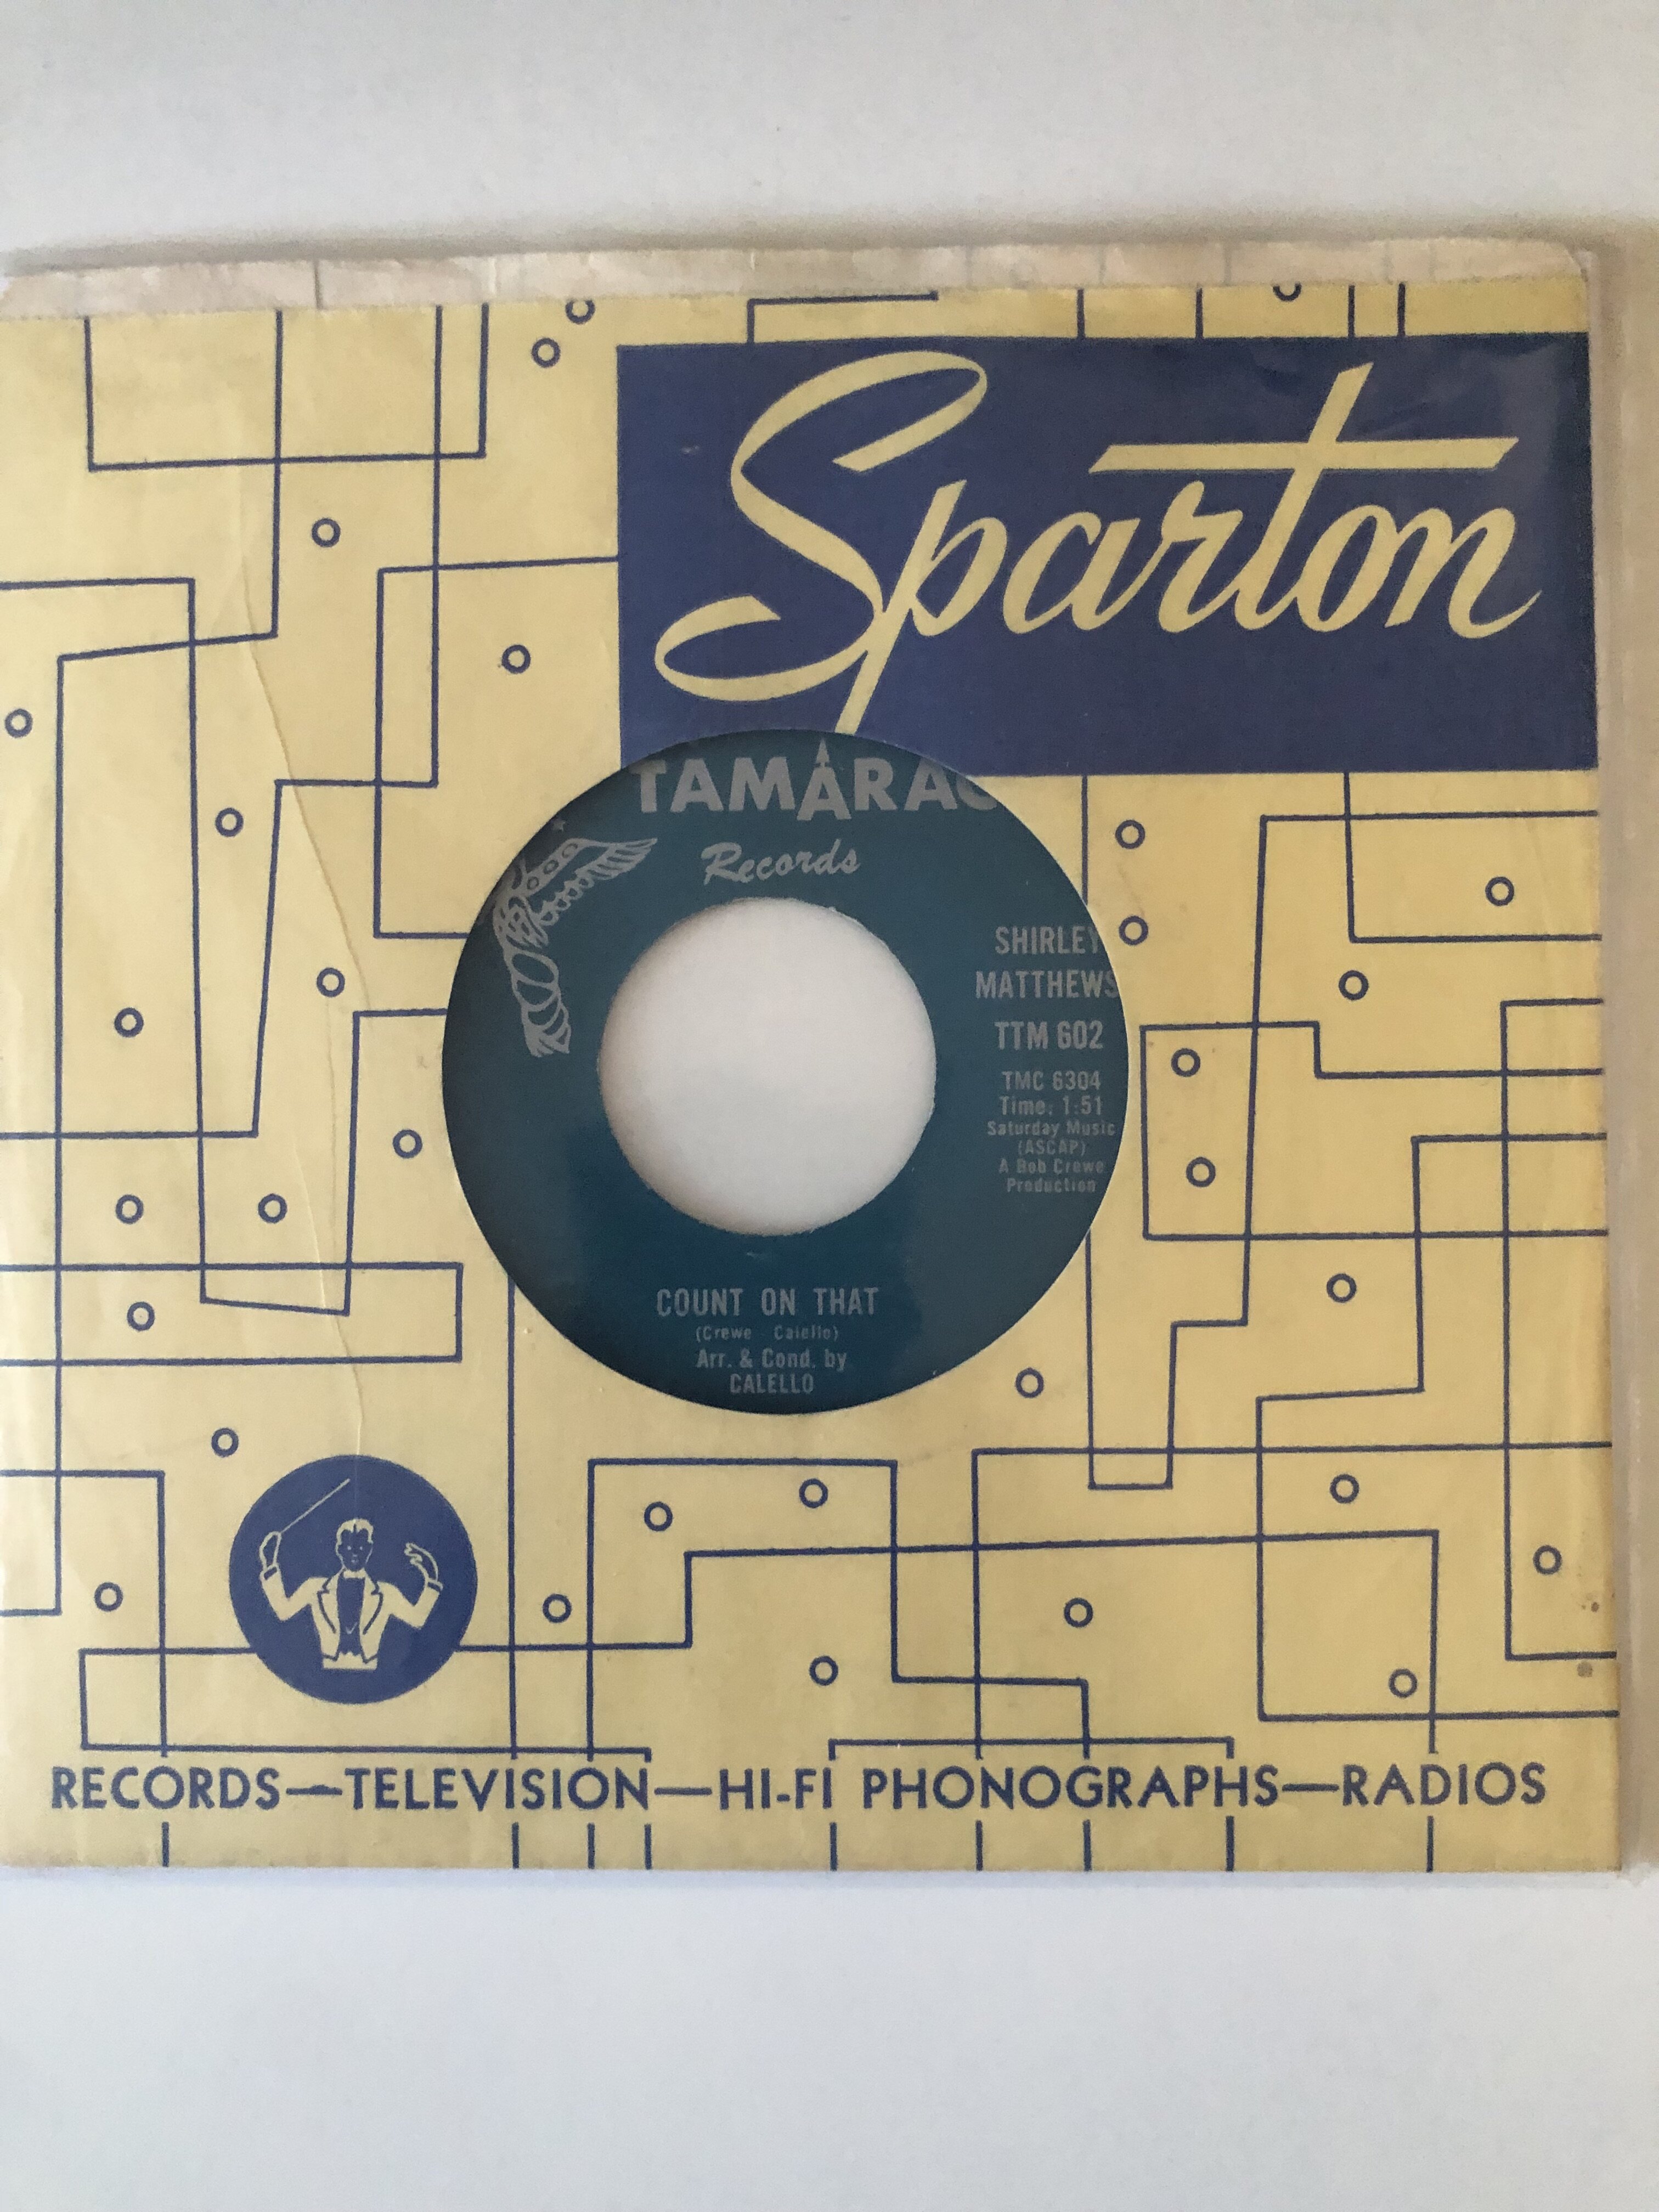 Sparton
TAMARAC
Records
SHIRLEY
MATTHEWS
TTM 602
TMC 6304
Time: 1:51
Saturday Music
(ASCAP)
A Bob Crewe
Production
COUNT ON THAT
(Crewe - Calello)
Arr. & Cond. by
CALELLO
RECORDS—TELEVISION—HI-FI PHONOGRAPHS—RADIOS